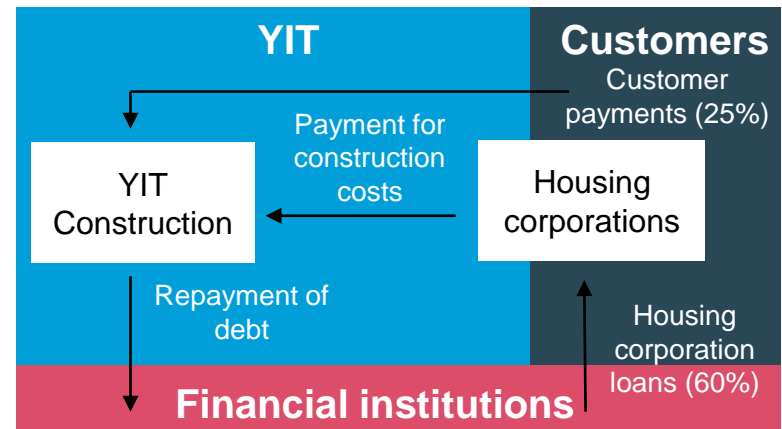 YIT
Customers
Customer
payments (25%)
Payment for
construction
costs
YIT
Construction
Housing
corporations
Repayment of
debt
Housing
corporation
loans (60%)
Financial institutions